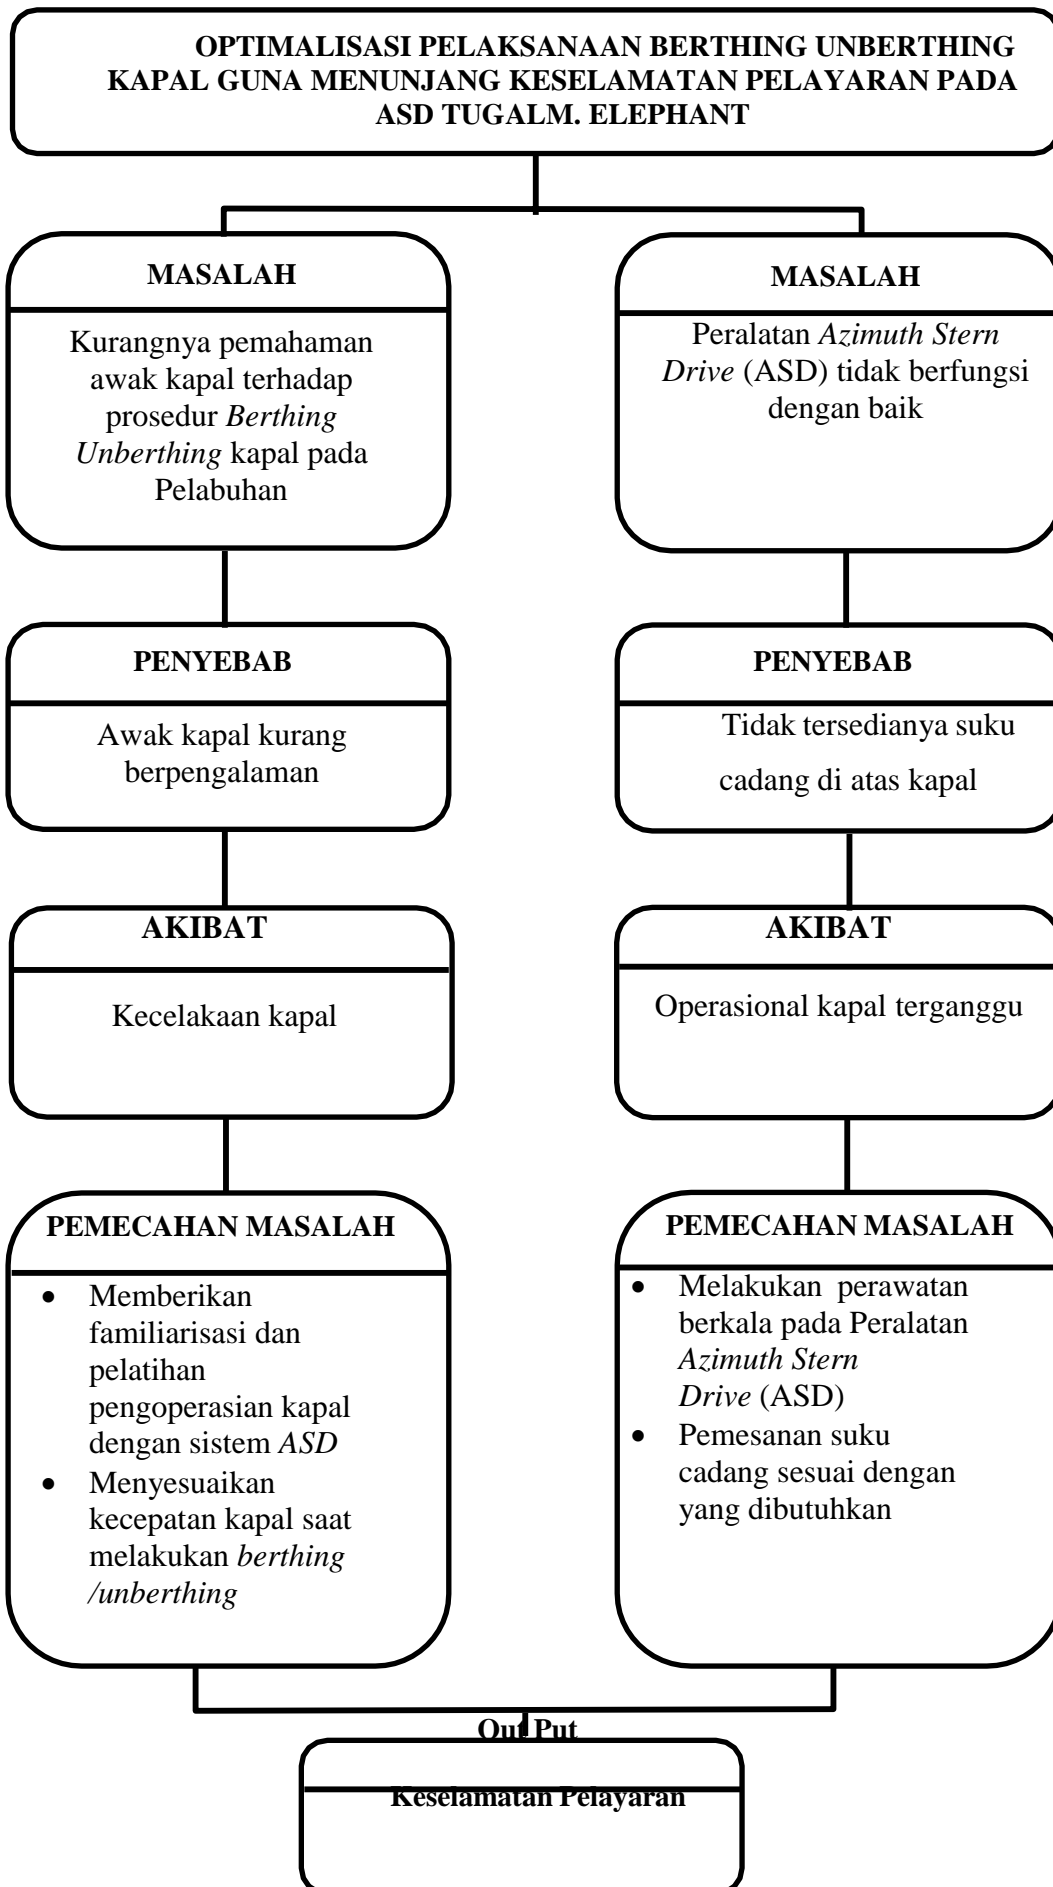 OPTIMALISASI PELAKSANAAN BERTHING UNBERTHING
KAPAL GUNA MENUNJANG KESELAMATAN PELAYARAN PADA
ASD TUGALM. ELEPHANT
MASALAH
Kurangnya pemahaman
awak kapal terhadap
prosedur Berthing
Unberthing kapal pada
Pelabuhan
MASALAH
Peralatan Azimuth Stern
Drive (ASD) tidak berfungsi
dengan baik
PENYEBAB
Awak kapal kurang
berpengalaman
PENYEBAB
Tidak tersedianya suku
cadang di atas kapal
AKIBAT
Kecelakaan kapal
AKIBAT
Operasional kapal terganggu
PEMECAHAN MASALAH
• Memberikan
familiarisasi dan
pelatihan
pengoperasian kapal
dengan sistem ASD
• Menyesuaikan
kecepatan kapal saat
melakukan berthing
/unberthing
PEMECAHAN MASALAH
• Melakukan perawatan
berkala pada Peralatan
Azimuth Stern
Drive (ASD)
• Pemesanan suku
cadang sesuai dengan
yang dibutuhkan
Out Put
Keselamatan Pelayaran